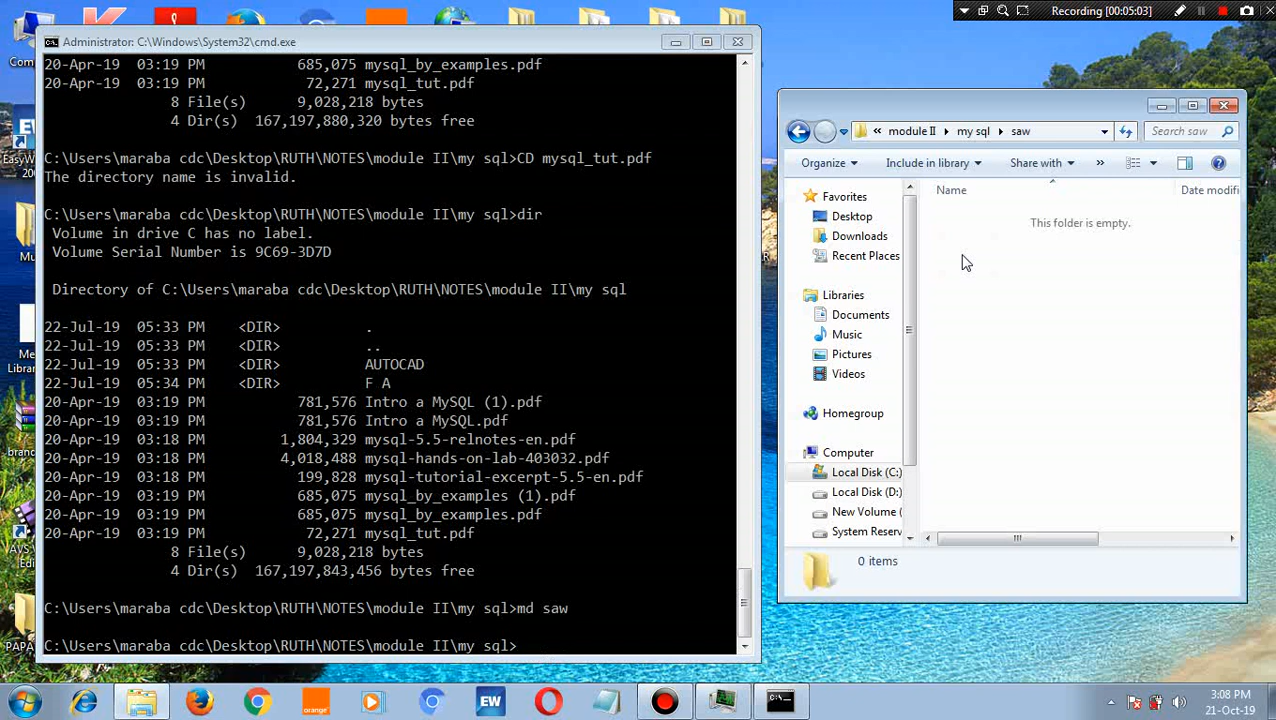 Recording [00:05:03]
Administrator: C:\Windows\System32\cmd.exe
20-Apr-19  03:19 PM           685,075 mysql_by_examples.pdf
20-Apr-19  03:19 PM            72,271 mysql_tut.pdf
8 File(s)      9,028,218 bytes
4 Dir(s)  167,197,880,320 bytes free
C:\Users\maraba cdc\Desktop\RUTH\NOTES\module II\my sql>CD mysql_tut.pdf
The directory name is invalid.
C:\Users\maraba cdc\Desktop\RUTH\NOTES\module II\my sql>dir
Volume in drive C has no label.
Volume Serial Number is 9C69-3D7D
Directory of C:\Users\maraba cdc\Desktop\RUTH\NOTES\module II\my sql
22-Jul-19  05:33 PM    <DIR>          .
22-Jul-19  05:33 PM    <DIR>          ..
22-Jul-19  05:33 PM    <DIR>          AUTOCAD
22-Jul-19  05:34 PM    <DIR>          F A
20-Apr-19  03:19 PM           781,576 Intro a MySQL (1).pdf
20-Apr-19  03:19 PM           781,576 Intro a MySQL.pdf
20-Apr-19  03:18 PM         1,804,329 mysql-5.5-relnotes-en.pdf
20-Apr-19  03:18 PM         4,018,488 mysql-hands-on-lab-403032.pdf
20-Apr-19  03:18 PM           199,828 mysql-tutorial-excerpt-5.5-en.pdf
20-Apr-19  03:19 PM           685,075 mysql_by_examples (1).pdf
20-Apr-19  03:19 PM           685,075 mysql_by_examples.pdf
20-Apr-19  03:19 PM            72,271 mysql_tut.pdf
8 File(s)      9,028,218 bytes
4 Dir(s)  167,197,843,456 bytes free
C:\Users\maraba cdc\Desktop\RUTH\NOTES\module II\my sql>md saw
C:\Users\maraba cdc\Desktop\RUTH\NOTES\module II\my sql>
« module II ▸ my sql ▸ saw
Search saw
Organize
Include in library
Share with
»
Name
Date modifi
This folder is empty.
Favorites
Desktop
Downloads
Recent Places
Libraries
Documents
Music
Pictures
Videos
Homegroup
Computer
Local Disk (C:)
Local Disk (D:)
New Volume (
System Reserv
0 items
Com
EasyW
20
Mu
Me
Librar
bran
AVS
Edi
PAPA
EW
orange
EW
3:08 PM
21-Oct-19